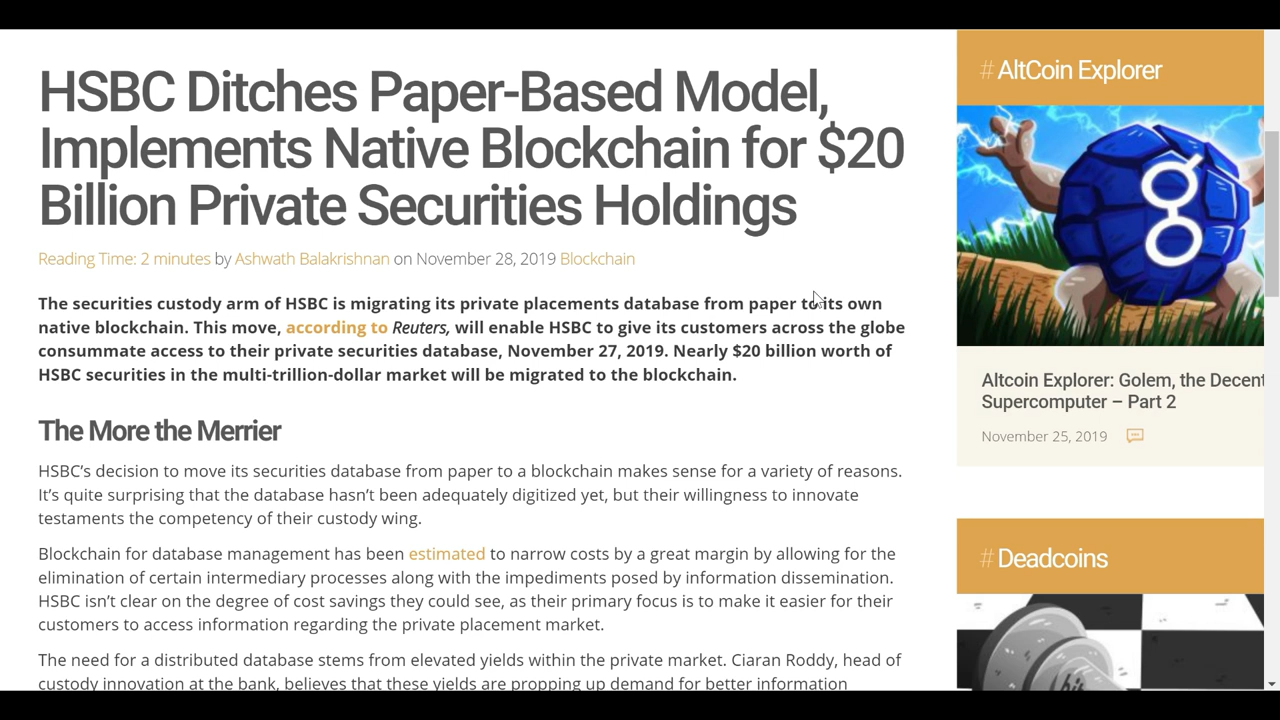 HSBC Ditches Paper-Based Model,
Implements Native Blockchain for $20
Billion Private Securities Holdings
Reading Time: 2 minutes by Ashwath Balakrishnan on November 28, 2019 Blockchain
The securities custody arm of HSBC is migrating its private placements database from paper to its own
native blockchain. This move, according to Reuters, will enable HSBC to give its customers across the globe
consummate access to their private securities database, November 27, 2019. Nearly $20 billion worth of
HSBC securities in the multi-trillion-dollar market will be migrated to the blockchain.
The More the Merrier
HSBC’s decision to move its securities database from paper to a blockchain makes sense for a variety of reasons.
It’s quite surprising that the database hasn’t been adequately digitized yet, but their willingness to innovate
testaments the competency of their custody wing.
Blockchain for database management has been estimated to narrow costs by a great margin by allowing for the
elimination of certain intermediary processes along with the impediments posed by information dissemination.
HSBC isn’t clear on the degree of cost savings they could see, as their primary focus is to make it easier for their
customers to access information regarding the private placement market.
The need for a distributed database stems from elevated yields within the private market. Ciaran Roddy, head of
custody innovation at the bank, believes that these yields are propping up demand for better information
# AltCoin Explorer
Altcoin Explorer: Golem, the Decent
Supercomputer – Part 2
November 25, 2019
# Deadcoins